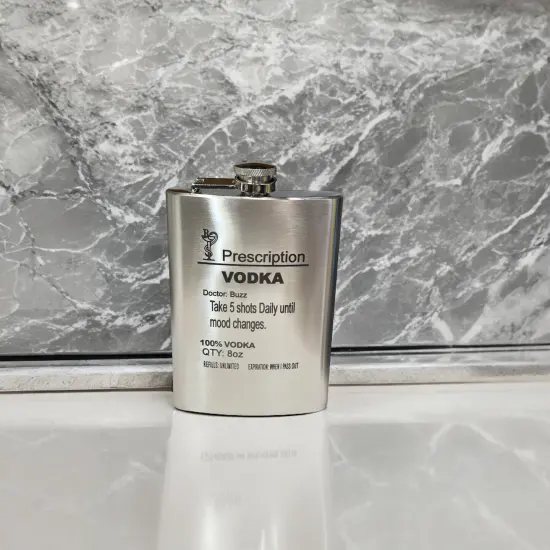 Prescription
VODKA
Doctor: Buzz
Take 5 shots Daily until
mood changes.
100% VODKA
QTY: 8oz
REFILLS: UNLIMITED EXPIRATION: WHEN I PASS OUT